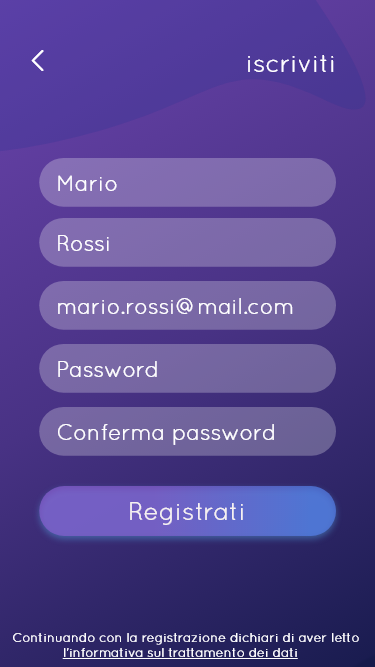 iscriviti
Mario
Rossi
mario.rossi@mail.com
Password
Conferma password
Registrati
Continuando con la registrazione dichiari di aver letto
l'informativa sul trattamento dei dati